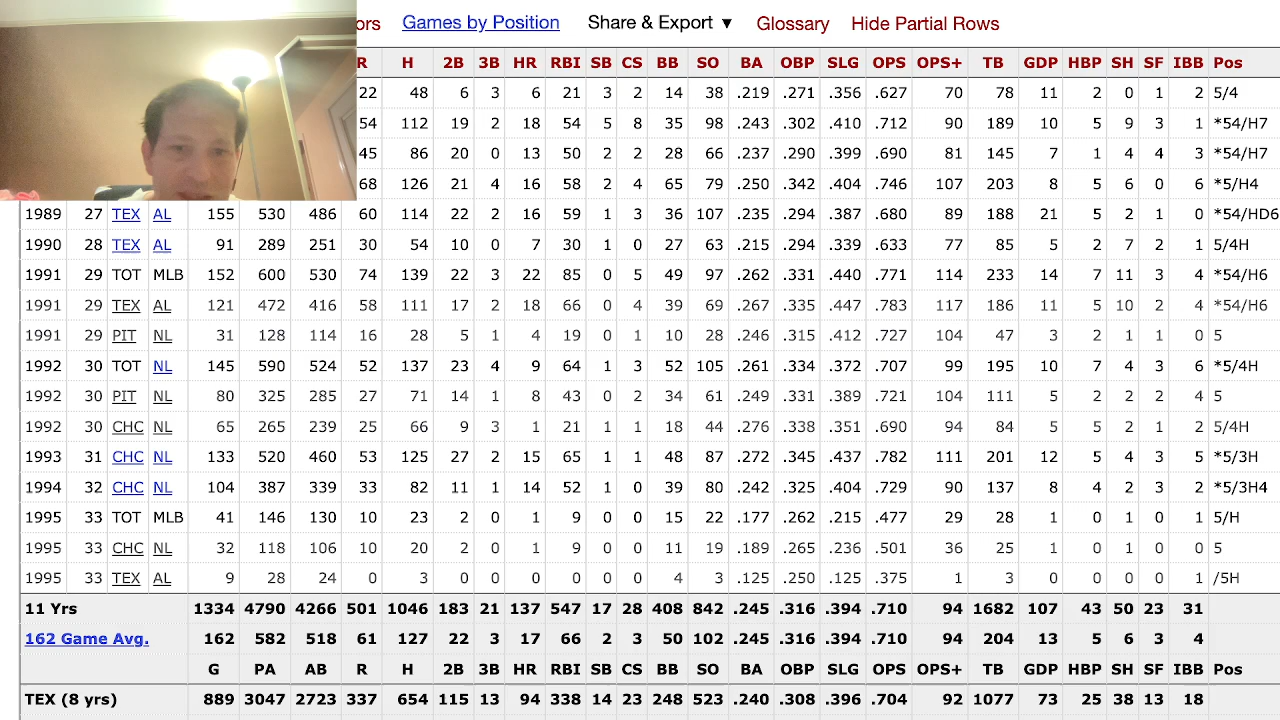 ors Games by Position Share & Export ▼ Glossary Hide Partial Rows
R H 2B 3B HR RBI SB CS BB SO BA OBP SLG OPS OPS+ TB GDP HBP SH SF IBB Pos
22 48 6 3 6 21 3 2 14 38 .219 .271 .356 .627 70 78 11 2 0 1 2 5/4
54 112 19 2 18 54 5 8 35 98 .243 .302 .410 .712 90 189 10 5 9 3 1 *54/H7
45 86 20 0 13 50 2 2 28 66 .237 .290 .399 .690 81 145 7 1 4 4 3 *54/H7
68 126 21 4 16 58 2 4 65 79 .250 .342 .404 .746 107 203 8 5 6 0 6 *5/H4
1989 27 TEX AL 155 530 486 60 114 22 2 16 59 1 3 36 107 .235 .294 .387 .680 89 188 21 5 2 1 0 *54/HD6
1990 28 TEX AL 91 289 251 30 54 10 0 7 30 1 0 27 63 .215 .294 .339 .633 77 85 5 2 7 2 1 5/4H
1991 29 TOT MLB 152 600 530 74 139 22 3 22 85 0 5 49 97 .262 .331 .440 .771 114 233 14 7 11 3 4 *54/H6
1991 29 TEX AL 121 472 416 58 111 17 2 18 66 0 4 39 69 .267 .335 .447 .783 117 186 11 5 10 2 4 *54/H6
1991 29 PIT NL 31 128 114 16 28 5 1 4 19 0 1 10 28 .246 .315 .412 .727 104 47 3 2 1 1 0 5
1992 30 TOT NL 145 590 524 52 137 23 4 9 64 1 3 52 105 .261 .334 .372 .707 99 195 10 7 4 3 6 *5/4H
1992 30 PIT NL 80 325 285 27 71 14 1 8 43 0 2 34 61 .249 .331 .389 .721 104 111 5 2 2 2 4 5
1992 30 CHC NL 65 265 239 25 66 9 3 1 21 1 1 18 44 .276 .338 .351 .690 94 84 5 5 2 1 2 5/4H
1993 31 CHC NL 133 520 460 53 125 27 2 15 65 1 1 48 87 .272 .345 .437 .782 111 201 12 5 4 3 5 *5/3H
1994 32 CHC NL 104 387 339 33 82 11 1 14 52 1 0 39 80 .242 .325 .404 .729 90 137 8 4 2 3 2 *5/3H4
1995 33 TOT MLB 41 146 130 10 23 2 0 1 9 0 0 15 22 .177 .262 .215 .477 29 28 1 0 1 0 1 5/H
1995 33 CHC NL 32 118 106 10 20 2 0 1 9 0 0 11 19 .189 .265 .236 .501 36 25 1 0 1 0 0 5
1995 33 TEX AL 9 28 24 0 3 0 0 0 0 0 0 4 3 .125 .250 .125 .375 1 3 0 0 0 0 1 /5H
11 Yrs 1334 4790 4266 501 1046 183 21 137 547 17 28 408 842 .245 .316 .394 .710 94 1682 107 43 50 23 31
162 Game Avg. 162 582 518 61 127 22 3 17 66 2 3 50 102 .245 .316 .394 .710 94 204 13 5 6 3 4
G PA AB R H 2B 3B HR RBI SB CS BB SO BA OBP SLG OPS OPS+ TB GDP HBP SH SF IBB Pos
TEX (8 yrs) 889 3047 2723 337 654 115 13 94 338 14 23 248 523 .240 .308 .396 .704 92 1077 73 25 38 13 18